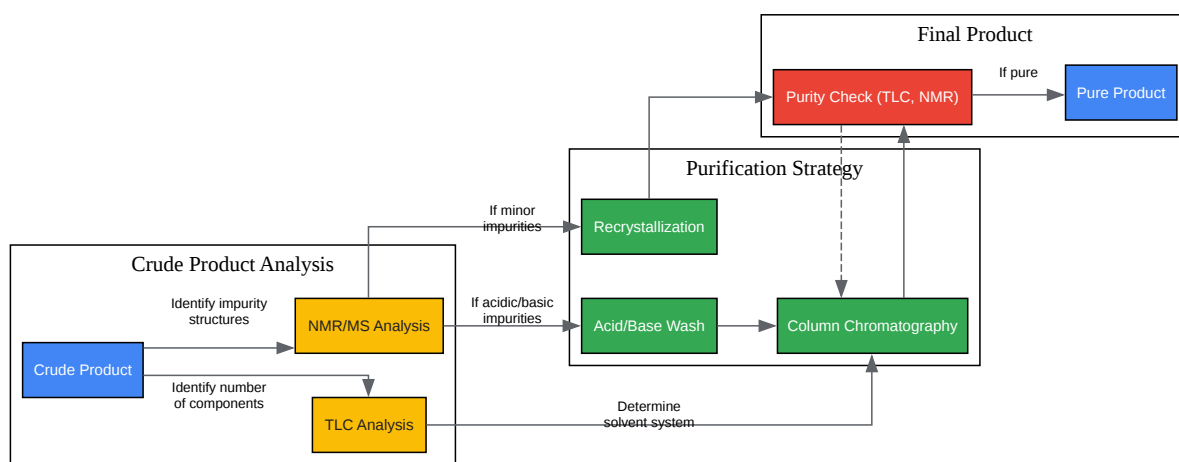 Final Product
If pure
Purity Check (TLC, NMR)
Pure Product
Purification Strategy
If minor
impurities
Recrystallization
Crude Product Analysis
Identify impurity
structures
NMR/MS Analysis
If acidic/basic
impurities
Acid/Base Wash
Column Chromatography
Crude Product
Identify number
of components
TLC Analysis
Determine
solvent system